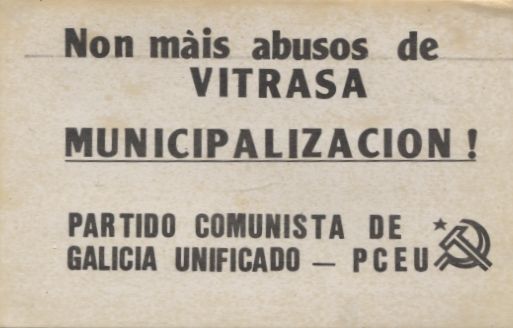 Non màis abusos de
VITRASA
MUNICIPALIZACION !
PARTIDO COMUNISTA DE
GALICIA UNIFICADO — PCEU